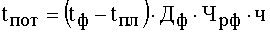 tпот = (tф − tпл) · Дф · Чрф · ч